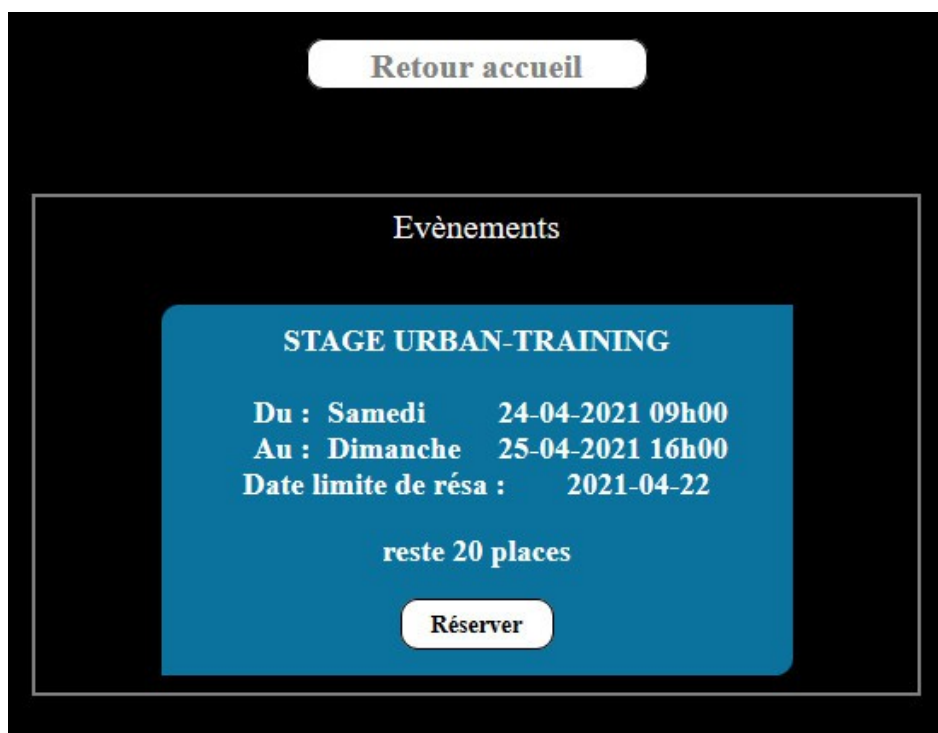 Retour accueil
Evènements
STAGE URBAN-TRAINING
Du : Samedi 24-04-2021 09h00
Au : Dimanche 25-04-2021 16h00
Date limite de résa : 2021-04-22
reste 20 places
Réserver